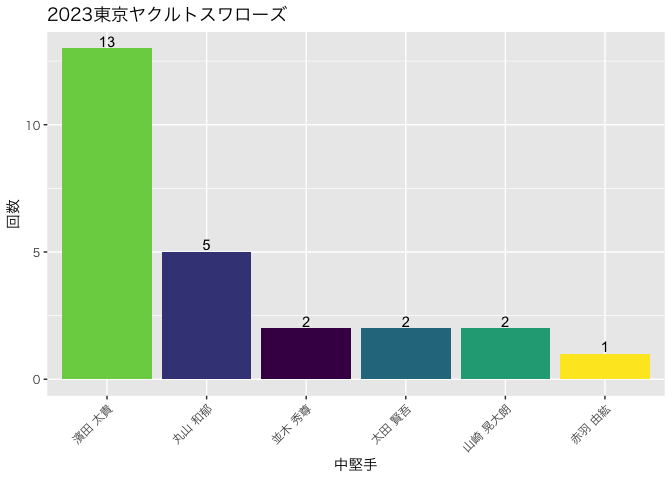 2023東京ヤクルトスワローズ
13
5
2
2
2
1
10
5
0
回数
濱田 太貴
丸山 和郁
並木 秀尊
太田 賢吾
山崎 晃大朗
赤羽 由紘
中堅手